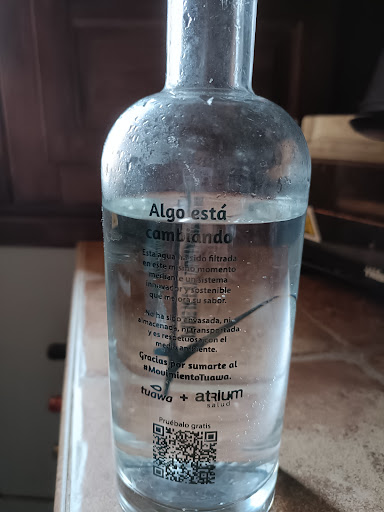 Algo está
cambiando
Esta agua ha sido filtrada
en este mismo momento
mediante un sistema
innovador y sostenible
que mejora su sabor.
No ha sido envasada, ni
almacenada, ni transportada
y es respetuosa con el
medio ambiente.
Gracias por sumarte al
#MovimientoTuawa.
tuawa + atrium
salud
Pruébalo gratis